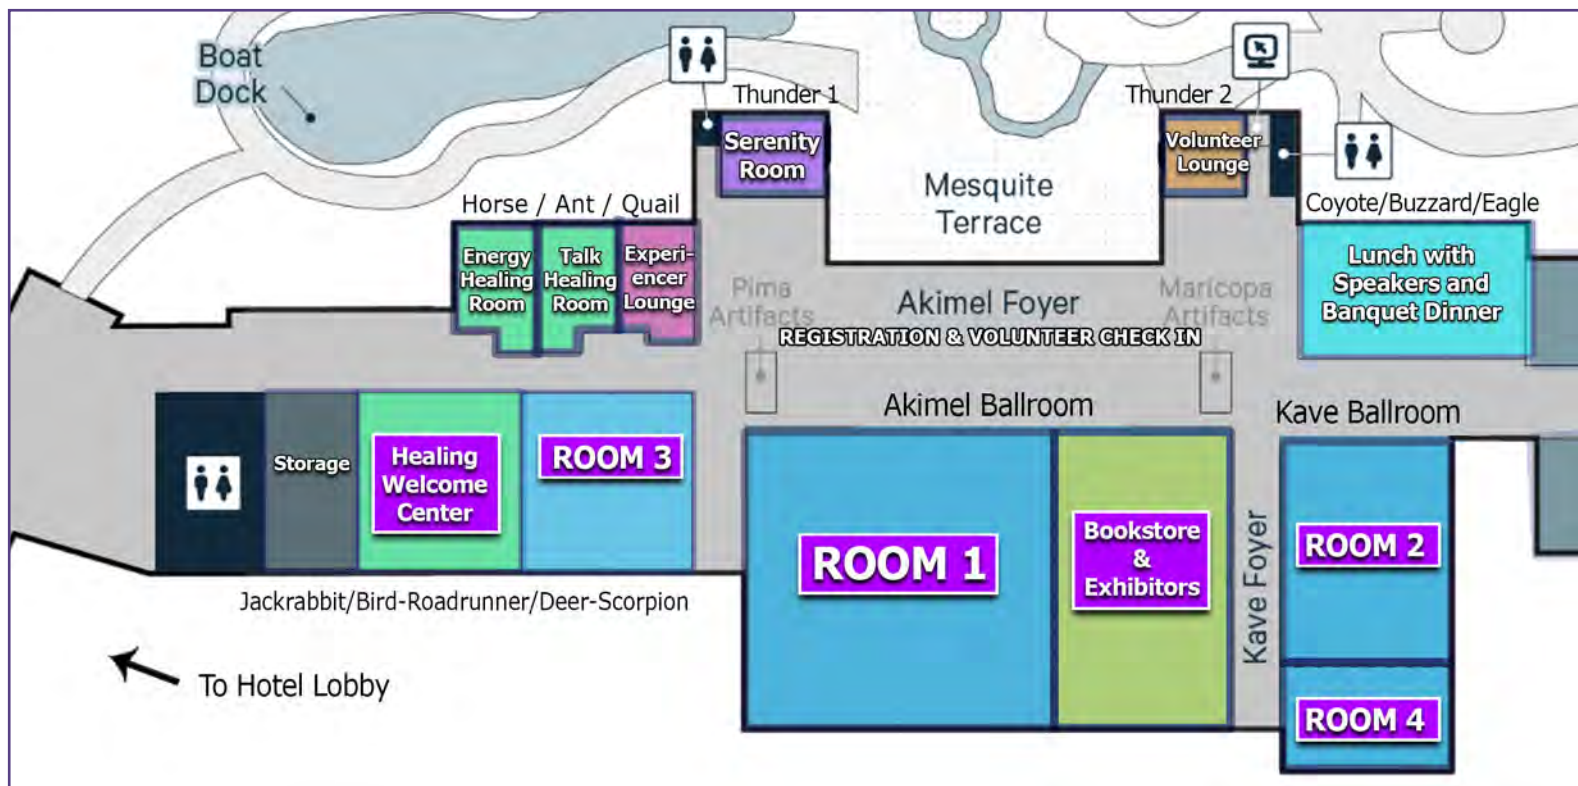 Boat
Dock
Thunder 1
Thunder 2
Serenity
Room
Volunteer
Lounge
Mesquite
Terrace
Horse / Ant / Quail
Coyote/Buzzard/Eagle
Energy
Healing
Room
Talk
Healing
Room
Experi-
encer
Lounge
Lunch with
Speakers and
Banquet Dinner
Pima
Artifacts
Akimel Foyer
Maricopa
Artifacts
REGISTRATION & VOLUNTEER CHECK IN
Akimel Ballroom
Kave Ballroom
Storage
Healing
Welcome
Center
ROOM 3
ROOM 1
Bookstore
&
Exhibitors
Kave Foyer
ROOM 2
ROOM 4
Jackrabbit/Bird-Roadrunner/Deer-Scorpion
To Hotel Lobby